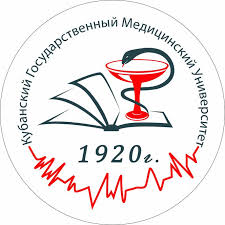 Кубанский Государственный Медицинский Университет
1920г.